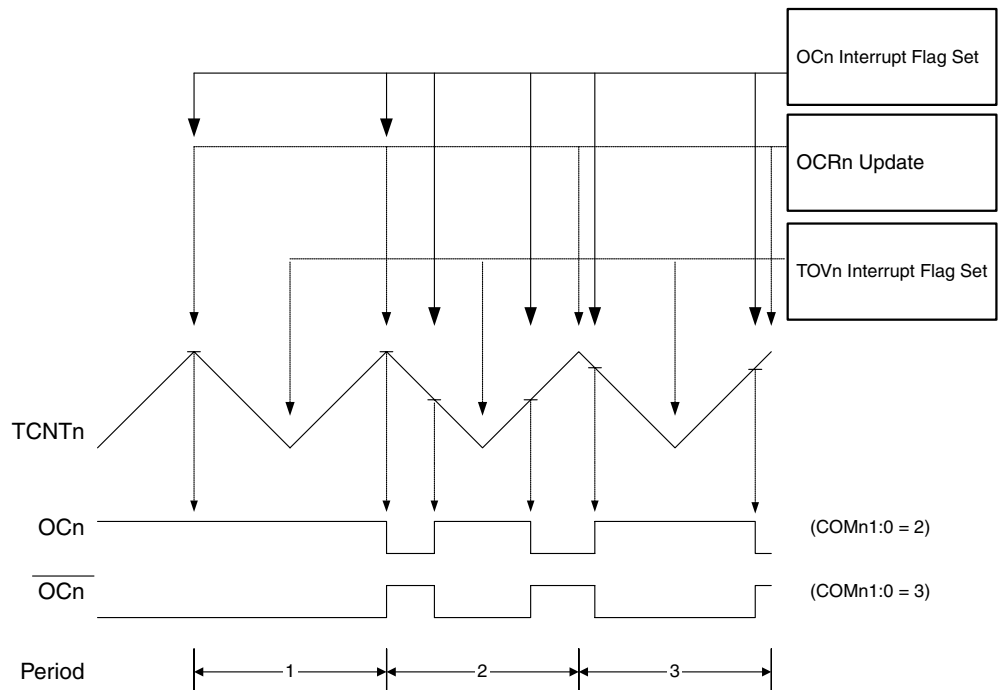 OCn Interrupt Flag Set
OCRn Update
TOVn Interrupt Flag Set
TCNTn
OCn
(COMn1:0 = 2)
OCn
(COMn1:0 = 3)
Period
1
2
3